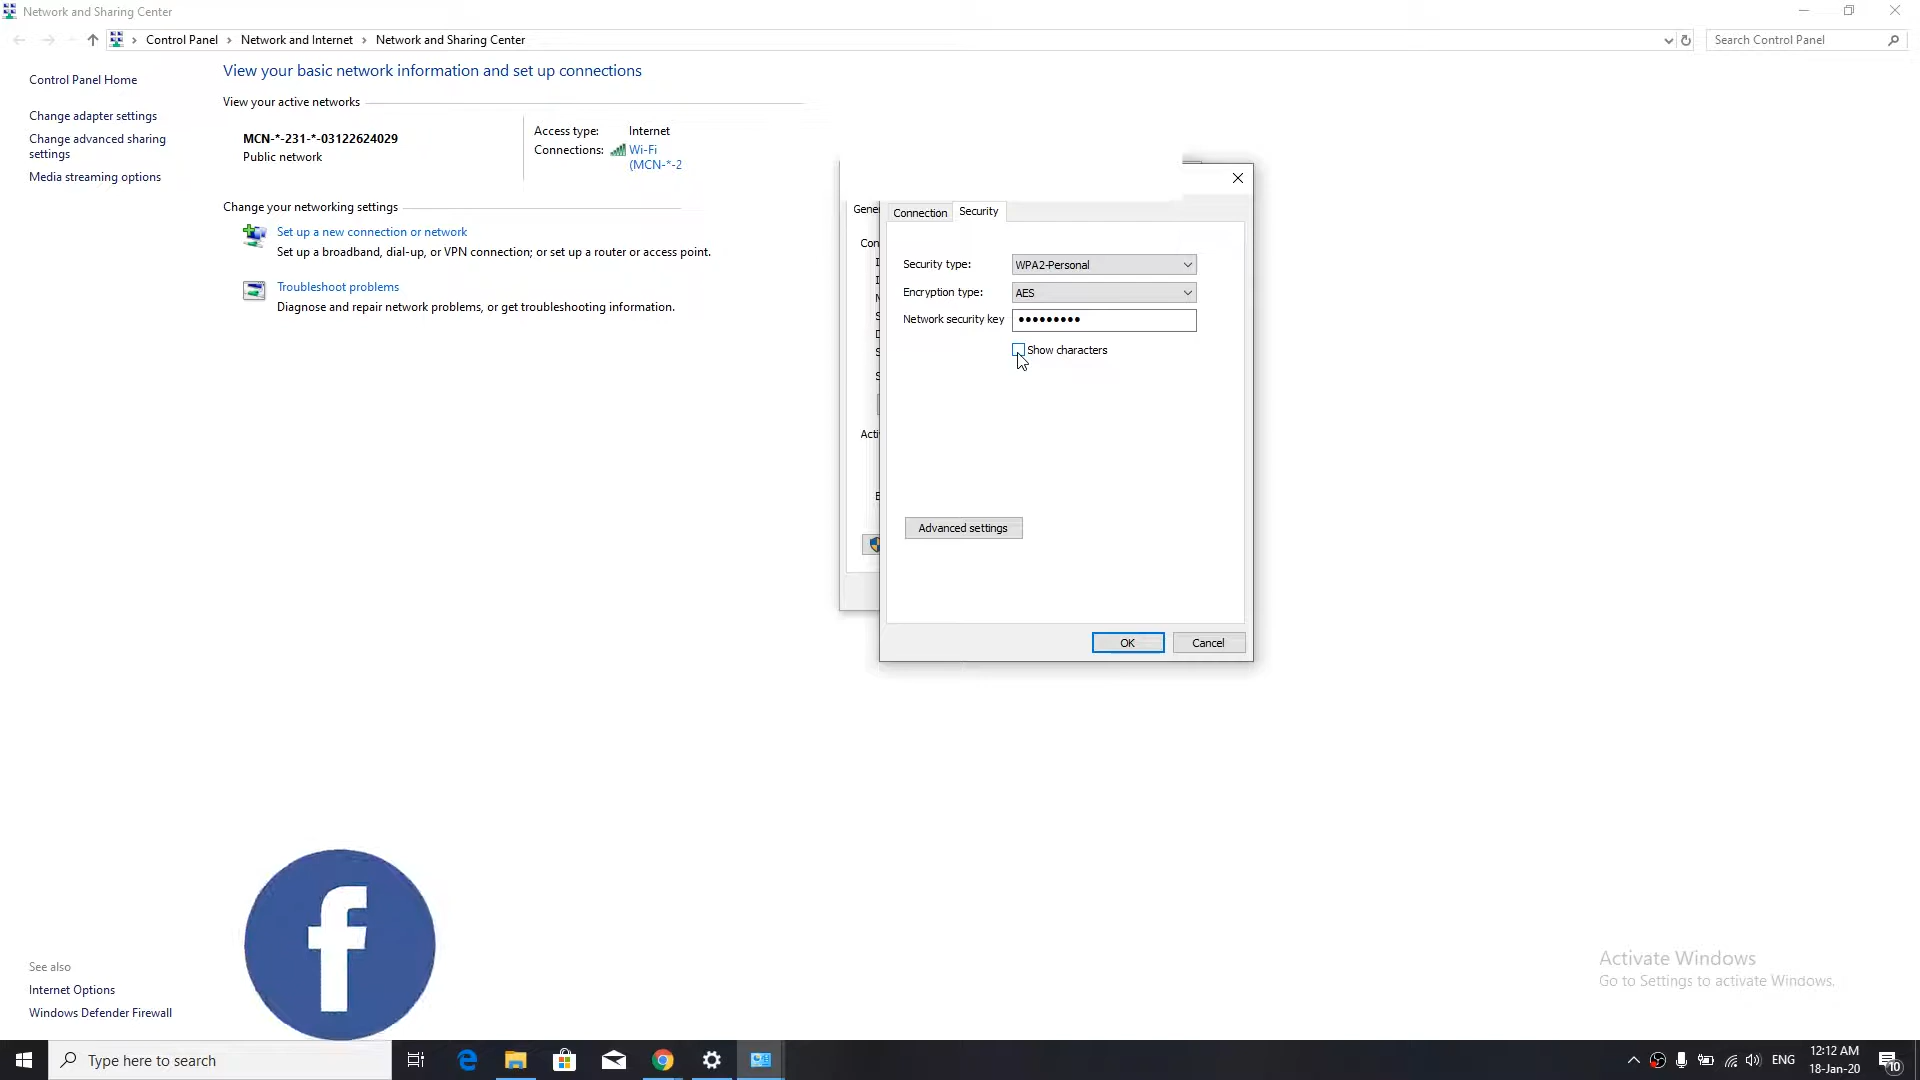 Network and Sharing Center
Control Panel > Network and Internet > Network and Sharing Center
Search Control Panel
Control Panel Home
Change adapter settings
Change advanced sharing
settings
Media streaming options
View your basic network information and set up connections
View your active networks
MCN-*-231-*-03122624029
Public network
Access type: Internet
Connections: Wi-Fi
(MCN-*-2
Change your networking settings
Set up a new connection or network
Set up a broadband, dial-up, or VPN connection; or set up a router or access point.
Troubleshoot problems
Diagnose and repair network problems, or get troubleshooting information.
Gene
Con
Acti
Connection
Security
Security type: WPA2-Personal
Encryption type: AES
Network security key •••••••••
Show characters
Advanced settings
OK
Cancel
See also
Internet Options
Windows Defender Firewall
f
Activate Windows
Go to Settings to activate Windows.
Type here to search
ENG
12:12 AM
18-Jan-20
10